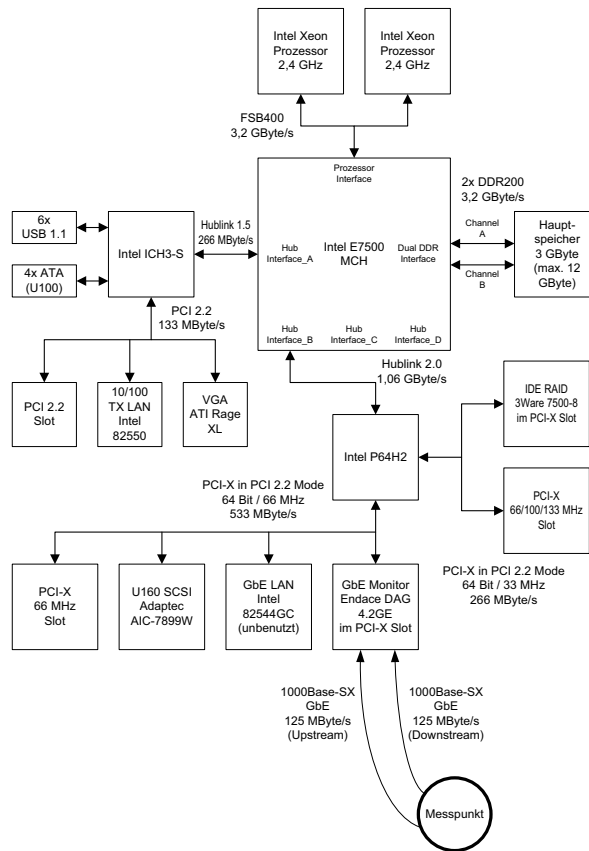 Intel Xeon
Prozessor
2,4 GHz
Intel Xeon
Prozessor
2,4 GHz
FSB400
3,2 GByte/s
Prozessor
Interface
2x DDR200
3,2 GByte/s
6x
USB 1.1
4x ATA
(U100)
Intel ICH3-S
Hublink 1.5
266 MByte/s
Hub
Interface_A
Intel E7500
MCH
Dual DDR
Interface
Channel
A
Channel
B
Haupt-
speicher
3 GByte
(max. 12
GByte)
PCI 2.2
133 MByte/s
Hub
Interface_B
Hub
Interface_C
Hub
Interface_D
PCI 2.2
Slot
10/100
TX LAN
Intel
82550
VGA
ATI Rage
XL
Hublink 2.0
1,06 GByte/s
IDE RAID
3Ware 7500-8
im PCI-X Slot
Intel P64H2
PCI-X in PCI 2.2 Mode
64 Bit / 66 MHz
533 MByte/s
PCI-X
66/100/133 MHz
Slot
PCI-X
66 MHz
Slot
U160 SCSI
Adaptec
AIC-7899W
GbE LAN
Intel
82544GC
(unbenutzt)
GbE Monitor
Endace DAG
4.2GE
im PCI-X Slot
PCI-X in PCI 2.2 Mode
64 Bit / 33 MHz
266 MByte/s
1000Base-SX
GbE
125 MByte/s
(Upstream)
1000Base-SX
GbE
125 MByte/s
(Downstream)
Messpunkt